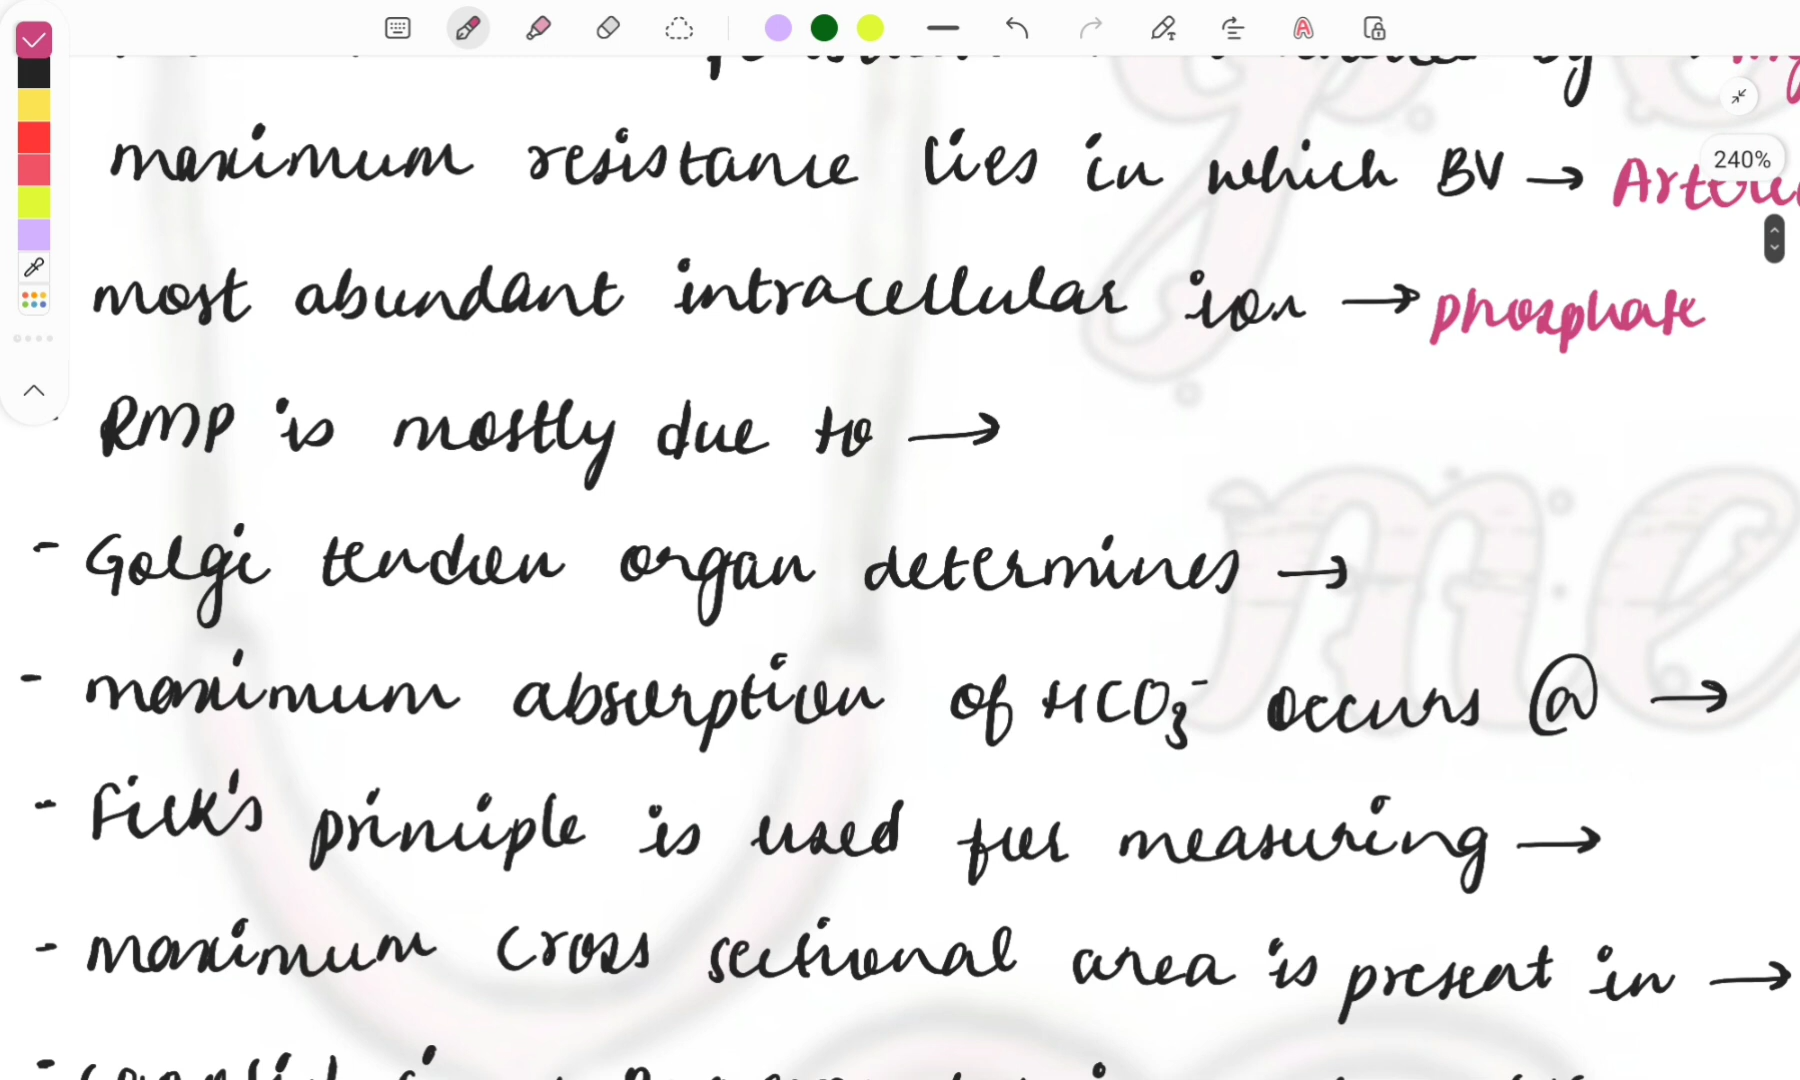 by
maximum resistance lies in which BV →
240%
most abundant intracellular ion → phosphate
RMP is mostly due to →
- Golgi tendon organ determines →
- maximum absorption of HCO3⁻ occurs @ →
- Fick's principle is used for measuring →
- maximum cross sectional area is present in →
me